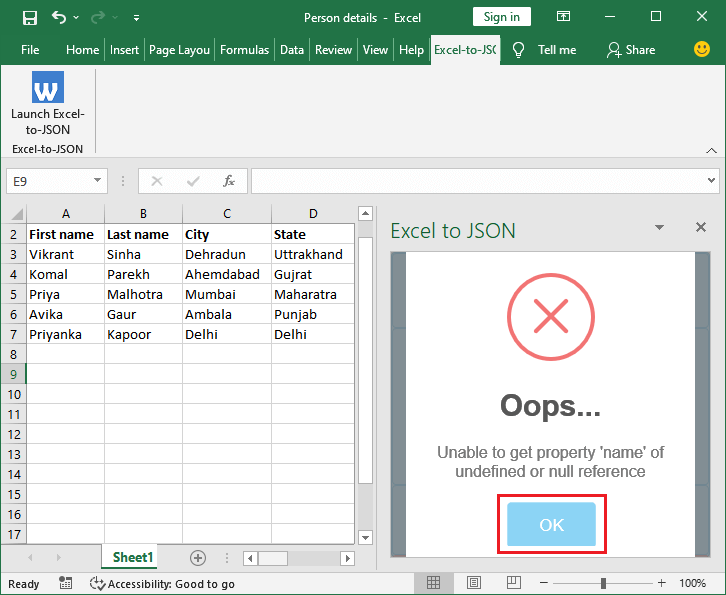 Person details - Excel
Sign in
File Home Insert Page Layou Formulas Data Review View Help Excel-to-JSO Tell me Share
Launch Excel-
to-JSON
Excel-to-JSON
E9 fx
A B C D
2 First name Last name City State
3 Vikrant Sinha Dehradun Uttrakhand
4 Komal Parekh Ahemdabad Gujrat
5 Priya Malhotra Mumbai Maharatra
6 Avika Gaur Ambala Punjab
7 Priyanka Kapoor Delhi Delhi
8
9
10
11
12
13
14
15
16
17
Excel to JSON
Oops...
Unable to get property 'name' of
undefined or null reference
OK
Sheet1
Ready Accessibility: Good to go 100%